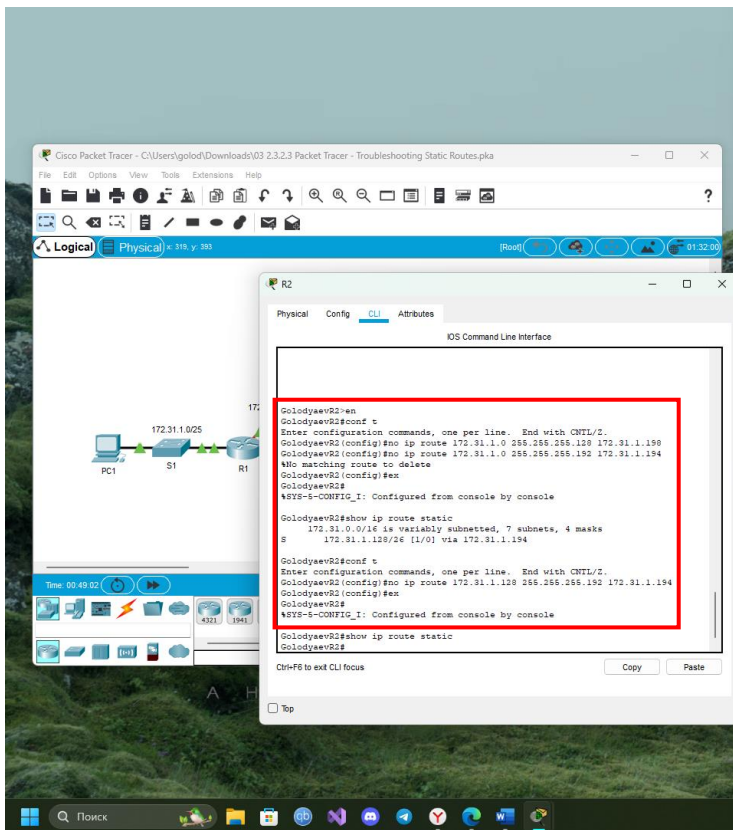 Cisco Packet Tracer - C:\Users\golod\Downloads\03 2.3.2.3 Packet Tracer - Troubleshooting Static Routes.pka
File Edit Options View Tools Extensions Help
?
Logical Physical x: 319, y: 393 [Root] 01:32:00
R2
Physical Config CLI Attributes
IOS Command Line Interface
GolodyaevR2>en
GolodyaevR2#conf t
Enter configuration commands, one per line. End with CNTL/Z.
GolodyaevR2(config)#no ip route 172.31.1.0 255.255.255.128 172.31.1.198
GolodyaevR2(config)#no ip route 172.31.1.0 255.255.255.192 172.31.1.194
%No matching route to delete
GolodyaevR2(config)#ex
GolodyaevR2#
%SYS-5-CONFIG_I: Configured from console by console
GolodyaevR2#show ip route static
172.31.0.0/16 is variably subnetted, 7 subnets, 4 masks
S 172.31.1.128/26 [1/0] via 172.31.1.194
GolodyaevR2#conf t
Enter configuration commands, one per line. End with CNTL/Z.
GolodyaevR2(config)#no ip route 172.31.1.128 255.255.255.192 172.31.1.194
GolodyaevR2(config)#ex
GolodyaevR2#
%SYS-5-CONFIG_I: Configured from console by console
GolodyaevR2#show ip route static
GolodyaevR2#
Ctrl+F6 to exit CLI focus
Copy Paste
Top
172
172.31.1.0/25
PC1 S1 R1
Time: 00:49:02
4321 1941
A H
Поиск